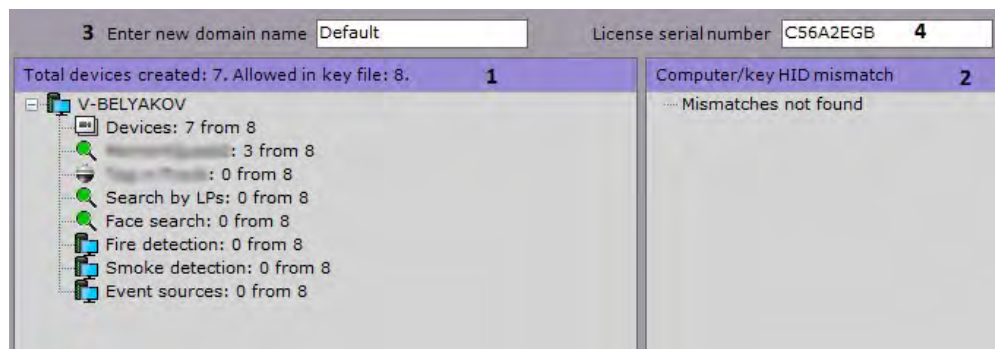 3 Enter new domain name Default License serial number C56A2EGB 4
Total devices created: 7. Allowed in key file: 8. 1
Computer/key HID mismatch 2
V-BELYAKOV
Mismatches not found
Devices: 7 from 8
: 3 from 8
: 0 from 8
Search by LPs: 0 from 8
Face search: 0 from 8
Fire detection: 0 from 8
Smoke detection: 0 from 8
Event sources: 0 from 8